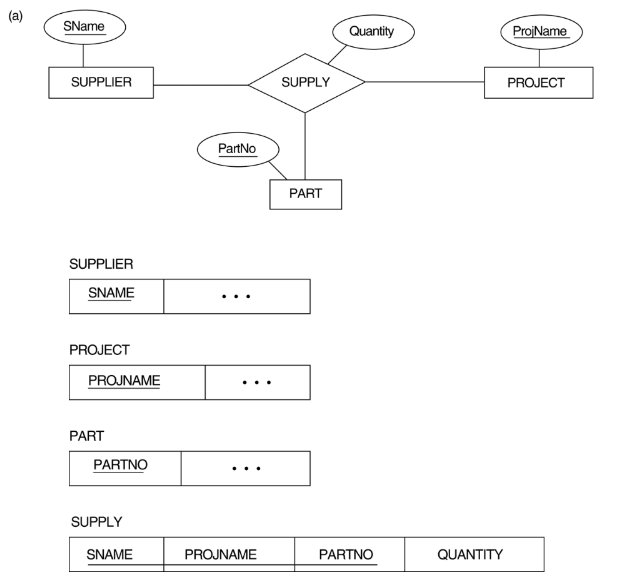 (a)
SName
Quantity
ProjName
SUPPLIER
SUPPLY
PROJECT
PartNo
PART
SUPPLIER
SNAME
• • •
PROJECT
PROJNAME
• • •
PART
PARTNO
• • •
SUPPLY
SNAME PROJNAME PARTNO QUANTITY